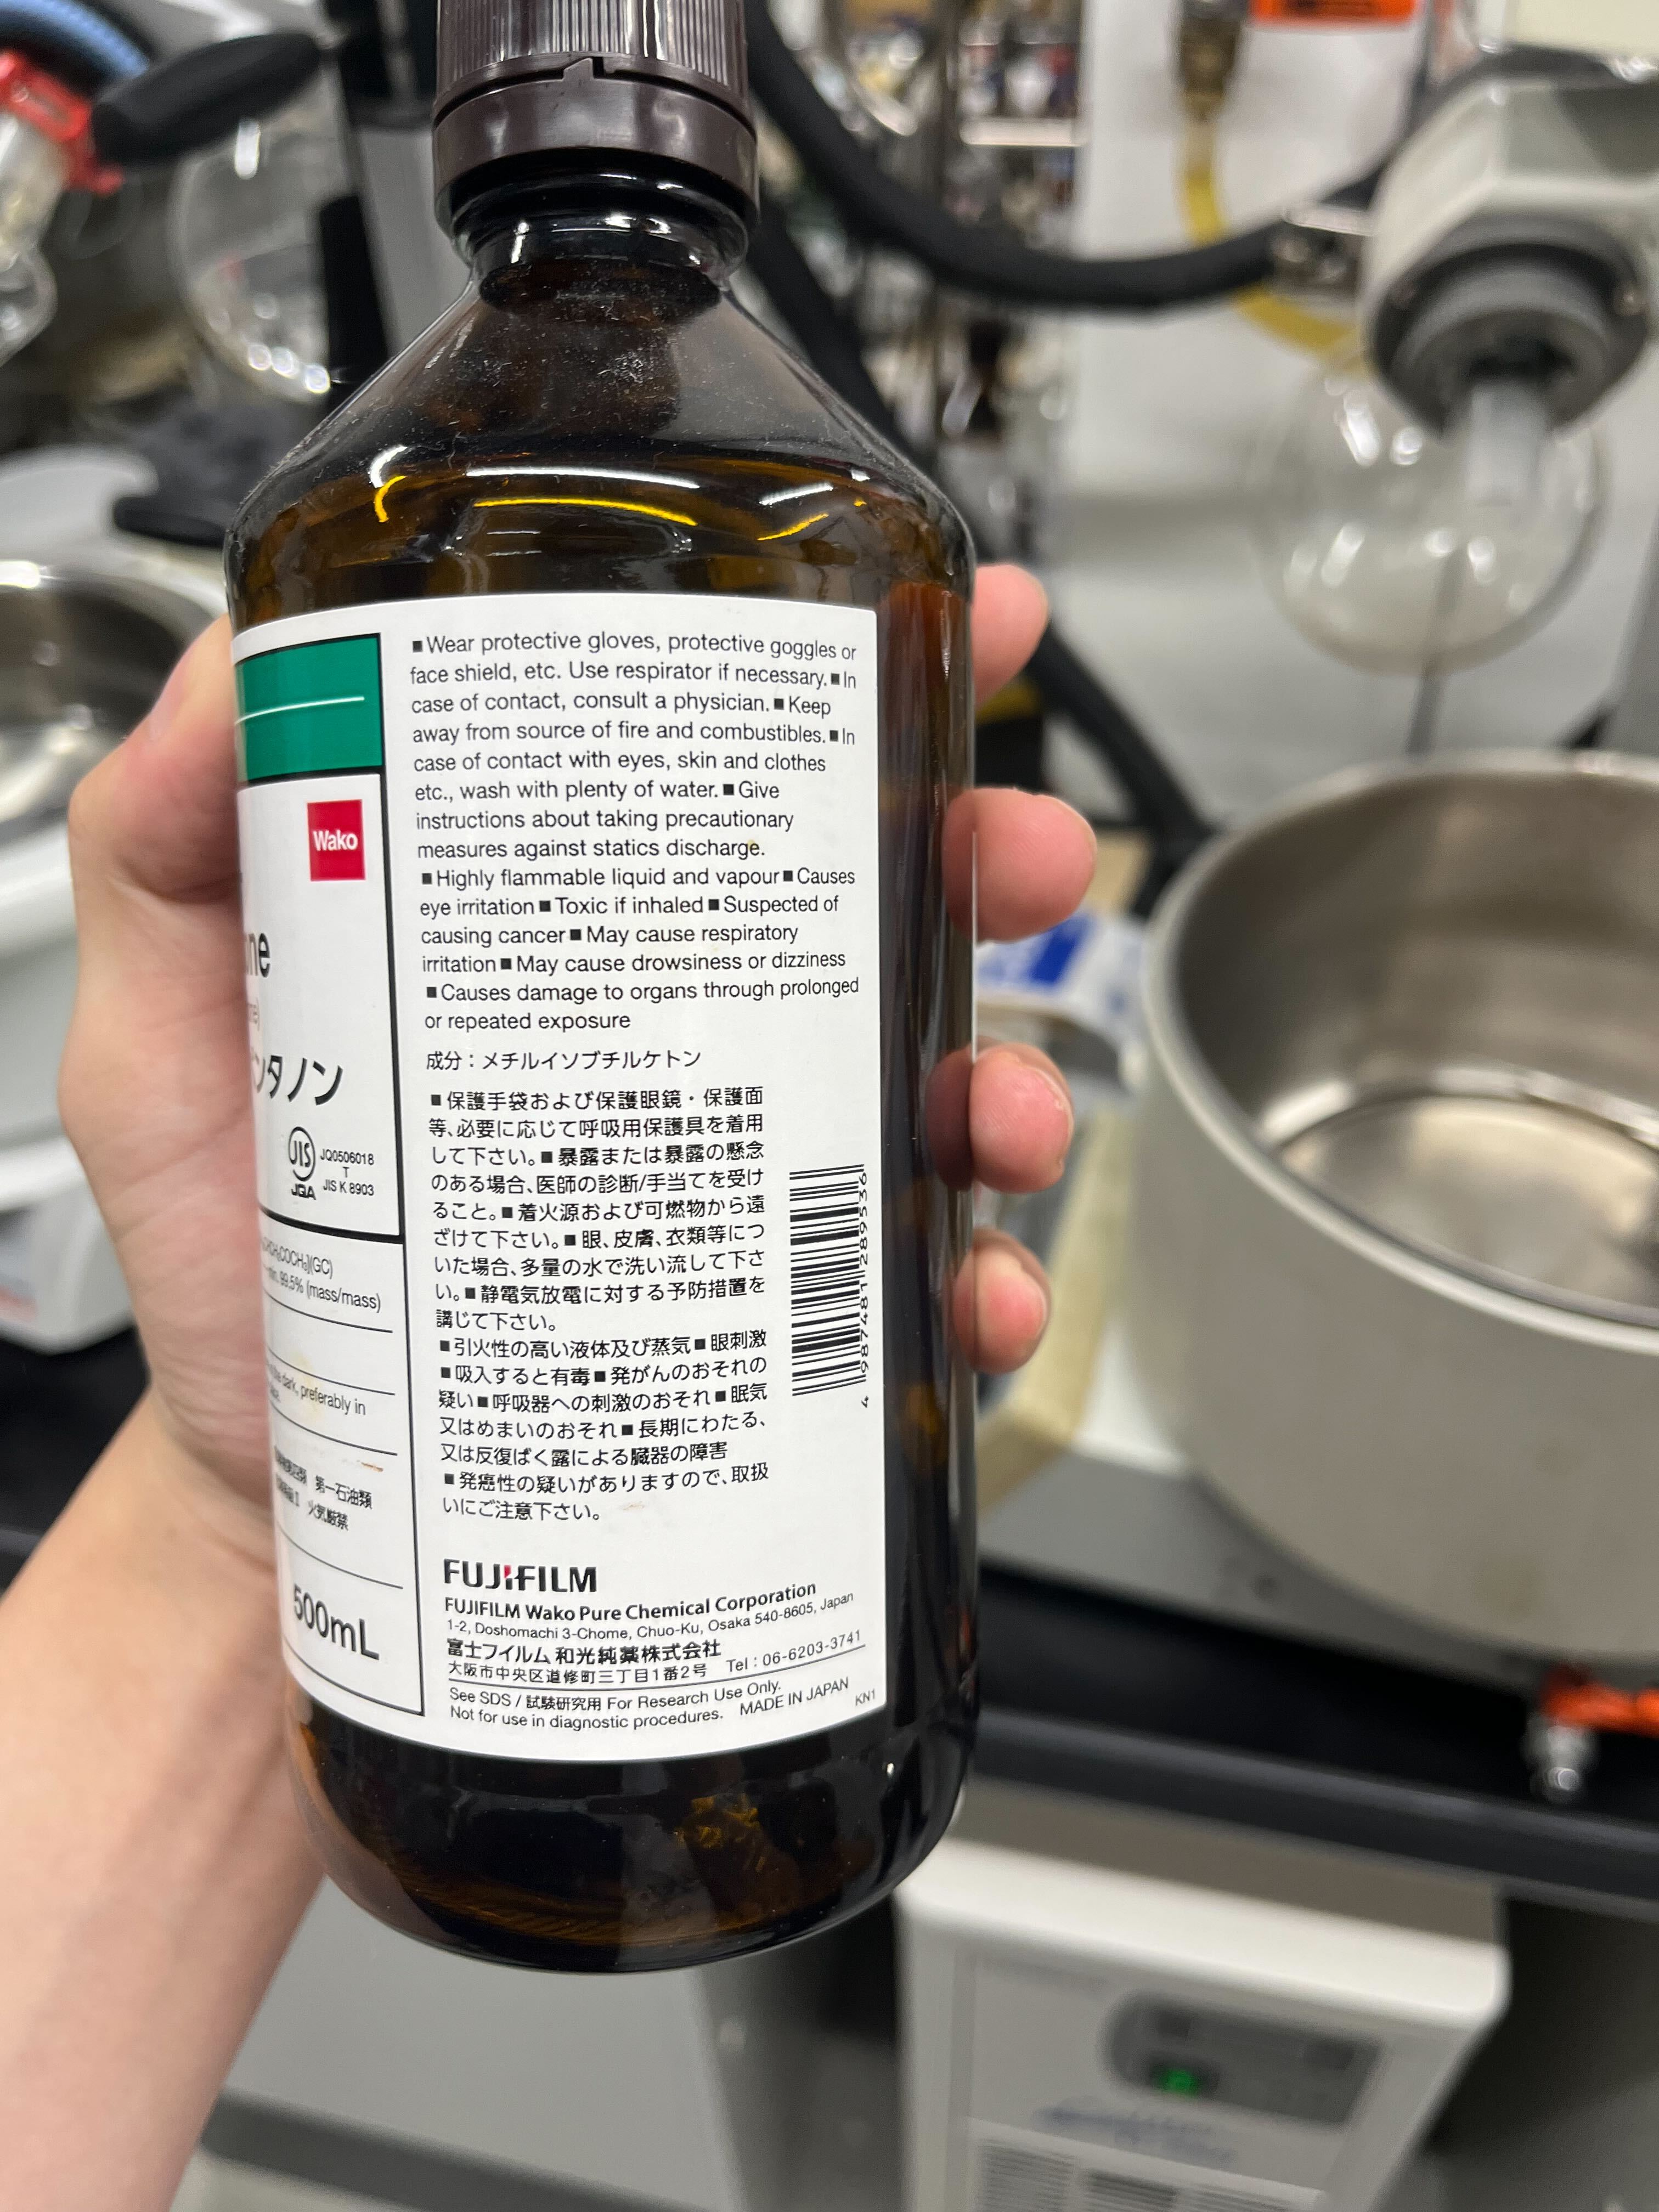 ■Wear protective gloves, protective goggles or
face shield, etc. Use respirator if necessary.■In
case of contact, consult a physician.■Keep
away from source of fire and combustibles.■In
case of contact with eyes, skin and clothes
etc., wash with plenty of water.■Give
instructions about taking precautionary
measures against statics discharge.
■Highly flammable liquid and vapour■Causes
eye irritation■Toxic if inhaled■Suspected of
causing cancer■May cause respiratory
irritation■May cause drowsiness or dizziness
■Causes damage to organs through prolonged
or repeated exposure
成分：メチルイソブチルケトン
■保護手袋および保護眼鏡・保護面
等、必要に応じて呼吸用保護具を着用
して下さい。■暴露または暴露の懸念
のある場合、医師の診断/手当てを受け
ること。■着火源および可燃物から遠
ざけて下さい。■眼、皮膚、衣類等につ
いた場合、多量の水で洗い流して下さ
い。■静電気放電に対する予防措置を
講じて下さい。
■引火性の高い液体及び蒸気■眼刺激
■吸入すると有毒■発がんのおそれの
疑い■呼吸器への刺激のおそれ■眠気
又はめまいのおそれ■長期にわたる、
又は反復ばく露による臓器の障害
■発癌性の疑いがありますので、取扱
いにご注意下さい。
4 987481 289536
FUJIFILM
FUJIFILM Wako Pure Chemical Corporation
1-2, Doshomachi 3-Chome, Chuo-Ku, Osaka 540-8605, Japan
富士フイルム 和光純薬株式会社
大阪市中央区道修町三丁目1番2号 Tel : 06-6203-3741
See SDS / 試験研究用 For Research Use Only.
Not for use in diagnostic procedures. MADE IN JAPAN KN1
Wako
ne
ンタノン
JIS
JQA
JQ0506018
T
JIS K 8903
COCH₃](GC)
min. 99.5% (mass/mass)
dark, preferably in
第一石油類
火気厳禁
500mL